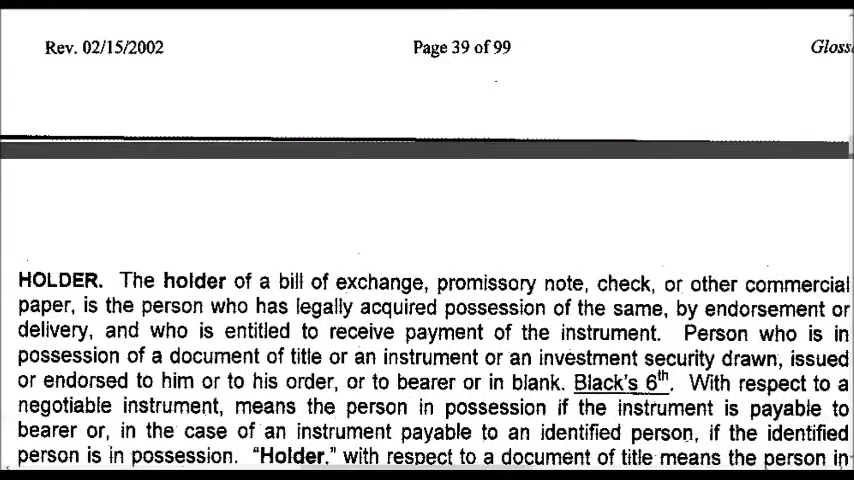 Rev. 02/15/2002 Page 39 of 99 Gloss
HOLDER. The holder of a bill of exchange, promissory note, check, or other commercial
paper, is the person who has legally acquired possession of the same, by endorsement or
delivery, and who is entitled to receive payment of the instrument. Person who is in
possession of a document of title or an instrument or an investment security drawn, issued
or endorsed to him or to his order, or to bearer or in blank. Black's 6th. With respect to a
negotiable instrument, means the person in possession if the instrument is payable to
bearer or, in the case of an instrument payable to an identified person, if the identified
person is in possession. "Holder," with respect to a document of title means the person in